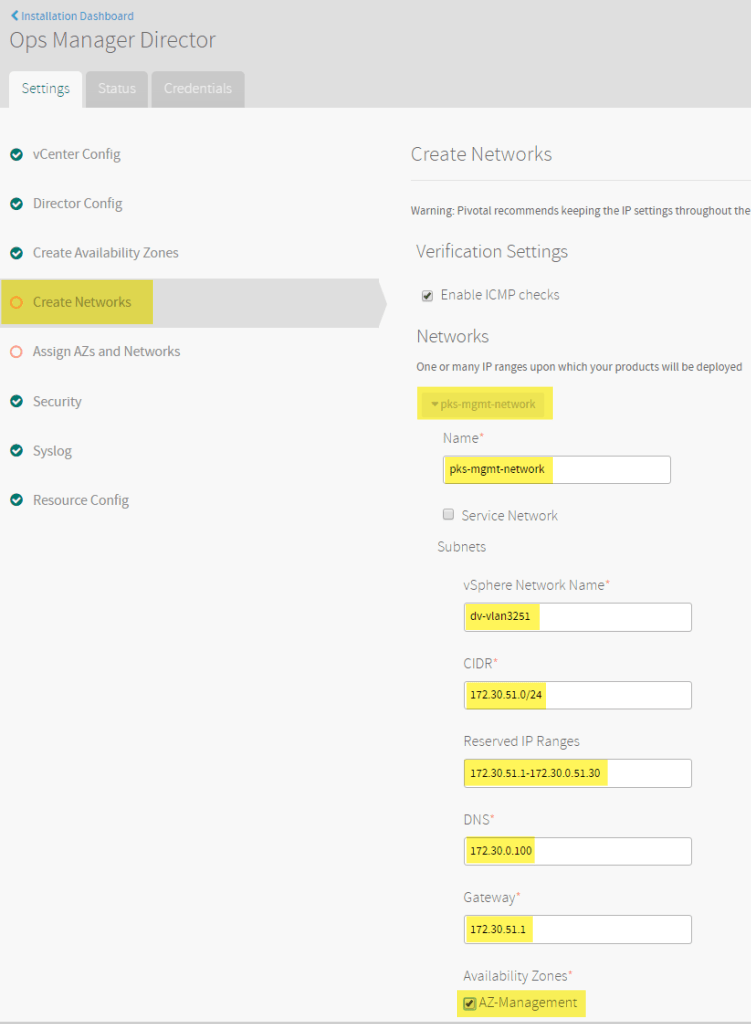 Installation Dashboard
Ops Manager Director
Settings
Status
Credentials
vCenter Config
Director Config
Create Availability Zones
Create Networks
Assign AZs and Networks
Security
Syslog
Resource Config
Create Networks
Warning: Pivotal recommends keeping the IP settings throughout the
Verification Settings
Enable ICMP checks
Networks
One or many IP ranges upon which your products will be deployed
pks-mgmt-network
Name*
pks-mgmt-network
Service Network
Subnets
vSphere Network Name*
dv-vlan3251
CIDR*
172.30.51.0/24
Reserved IP Ranges
172.30.51.1-172.30.0.51.30
DNS*
172.30.0.100
Gateway*
172.30.51.1
Availability Zones*
AZ-Management